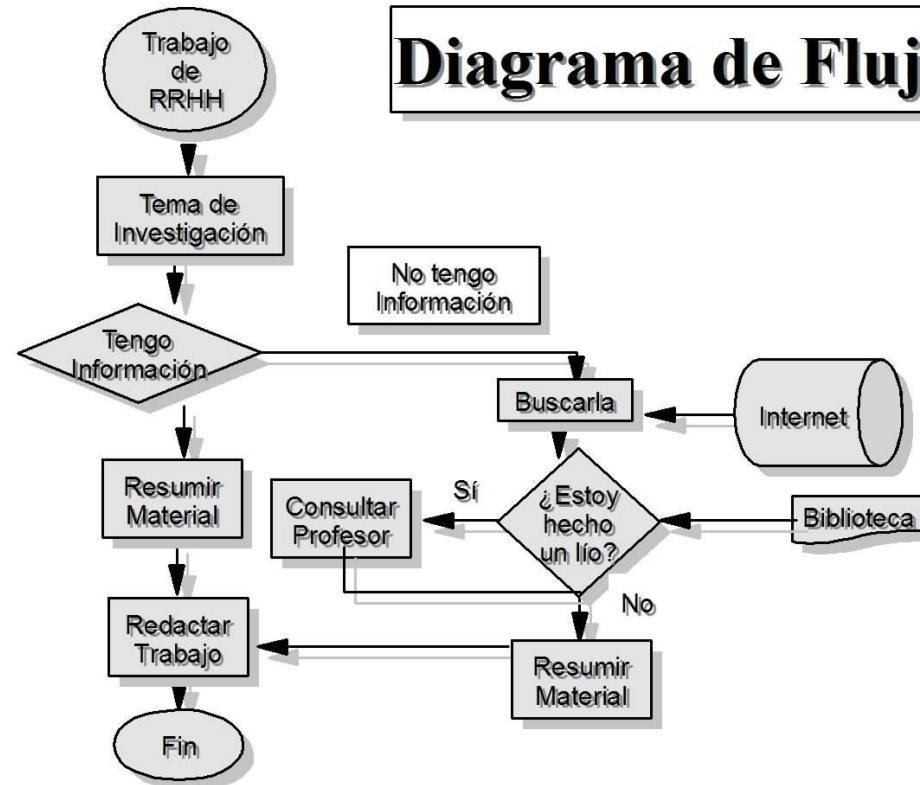 Diagrama de Fluj
Trabajo
de
RRHH
Tema de
Investigación
No tengo
Información
Tengo
Información
Buscarla
Internet
Resumir
Material
Consultar
Profesor
Sí
¿Estoy
hecho
un lío?
Biblioteca
No
Redactar
Trabajo
Resumir
Material
Fin